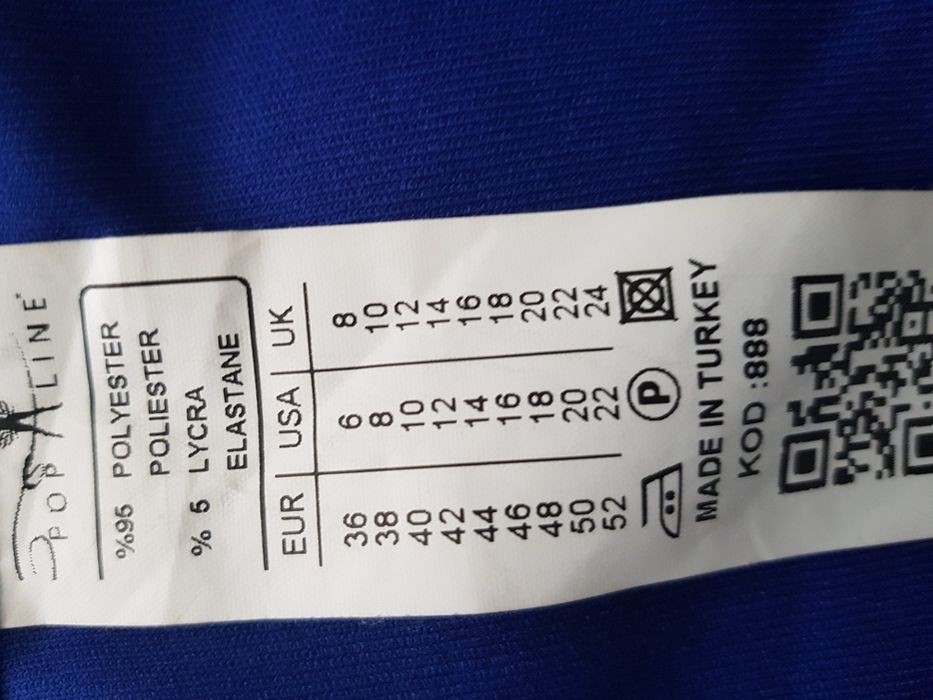 POP LINE
%95 POLYESTER
POLIESTER
% 5 LYCRA
ELASTANE
EUR USA UK
36 6 8
38 8 10
40 10 12
42 12 14
44 14 16
46 16 18
48 18 20
50 20 22
52 22 24
P
MADE IN TURKEY
KOD :888